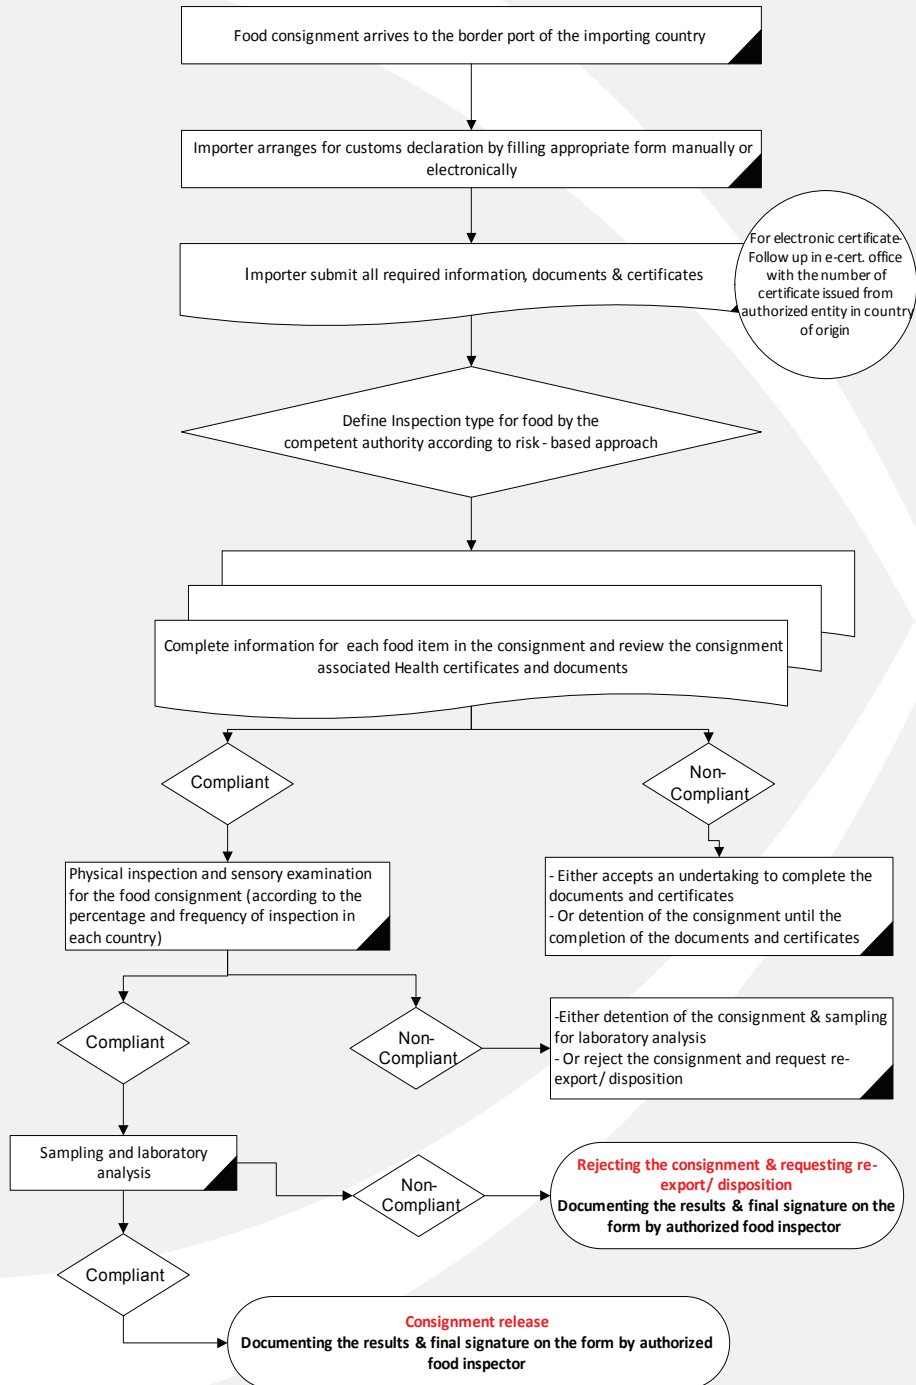 Food consignment arrives to the border port of the importing country
Importer arranges for customs declaration by filling appropriate form manually or
electronically
Importer submit all required information, documents & certificates
For electronic certificate-
Follow up in e-cert. office
with the number of
certificate issued from
authorized entity in country
of origin
Define Inspection type for food by the
competent authority according to risk - based approach
Complete information for each food item in the consignment and review the consignment
associated Health certificates and documents
Compliant
Non-
Compliant
Physical inspection and sensory examination
for the food consignment (according to the
percentage and frequency of inspection in
each country)
- Either accepts an undertaking to complete the
documents and certificates
- Or detention of the consignment until the
completion of the documents and certificates
Compliant
Non-
Compliant
-Either detention of the consignment & sampling
for laboratory analysis
- Or reject the consignment and request re-
export/ disposition
Sampling and laboratory
analysis
Non-
Compliant
Rejecting the consignment & requesting re-
export/ disposition
Documenting the results & final signature on the
form by authorized food inspector
Compliant
Consignment release
Documenting the results & final signature on the form by authorized
food inspector